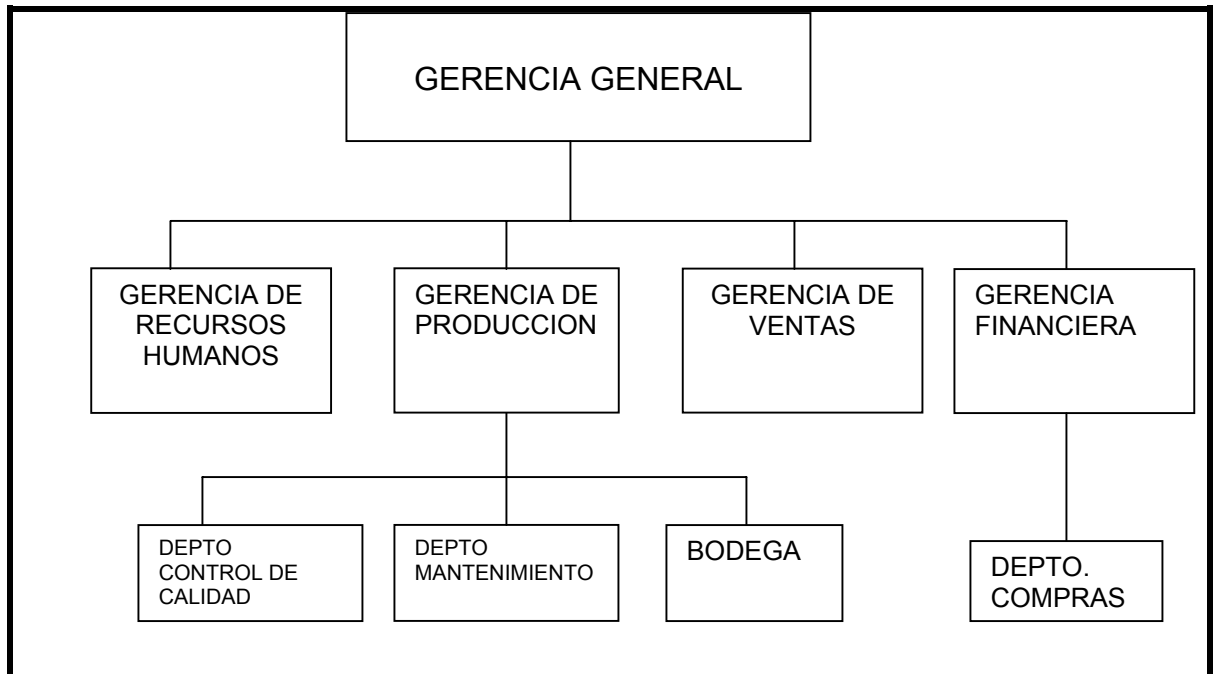 GERENCIA GENERAL
GERENCIA DE
RECURSOS
HUMANOS
GERENCIA DE
PRODUCCION
GERENCIA DE
VENTAS
GERENCIA
FINANCIERA
DEPTO
CONTROL DE
CALIDAD
DEPTO
MANTENIMIENTO
BODEGA
DEPTO.
COMPRAS